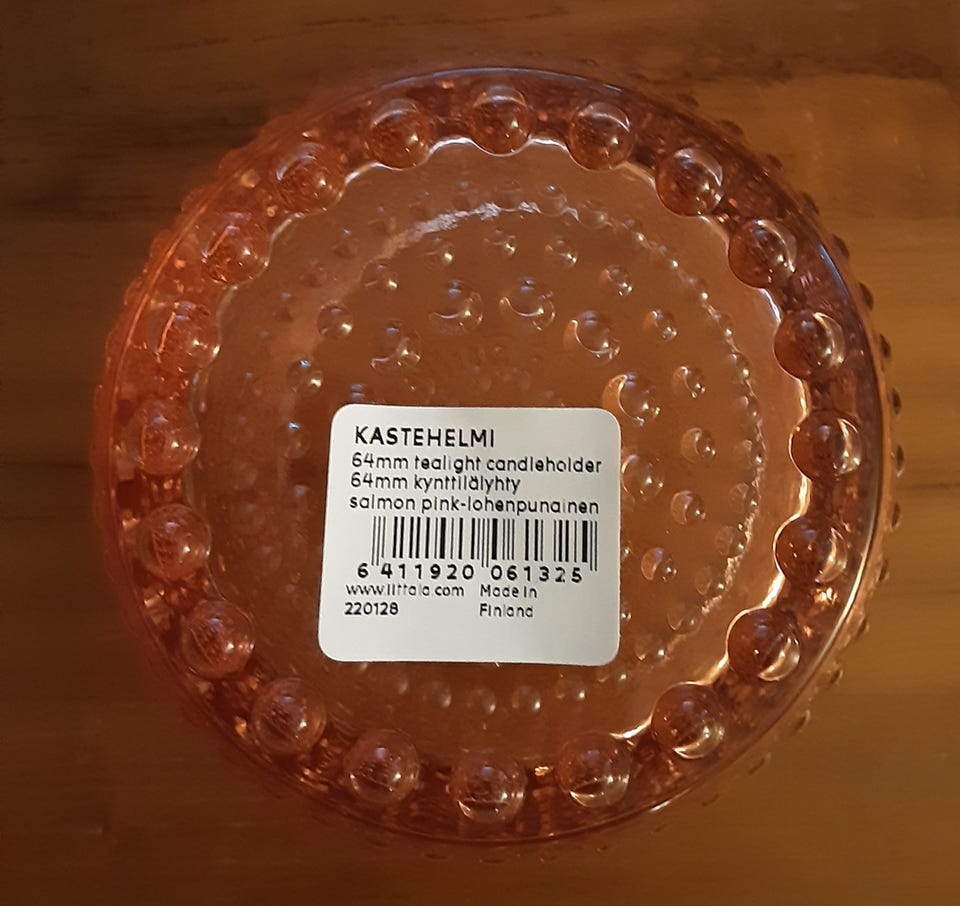 KASTEHELMI
64mm tealight candleholder
64mm kynttilälyhty
salmon pink-lohenpunainen
6 411920 061325
www.iittala.com Made in
220128 Finland